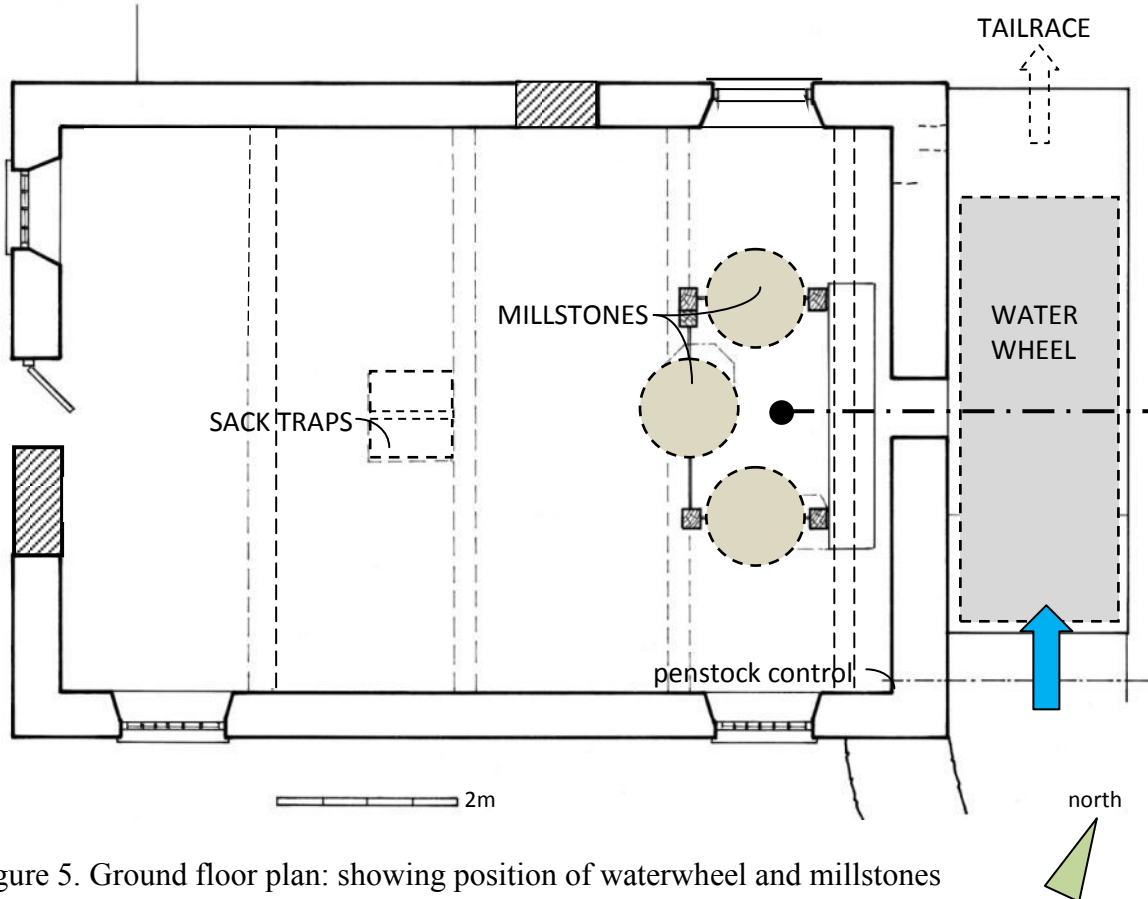 TAILRACE
MILLSTONES
WATER
WHEEL
SACK TRAPS
penstock control
2m
north
gure 5. Ground floor plan: showing position of waterwheel and millstones